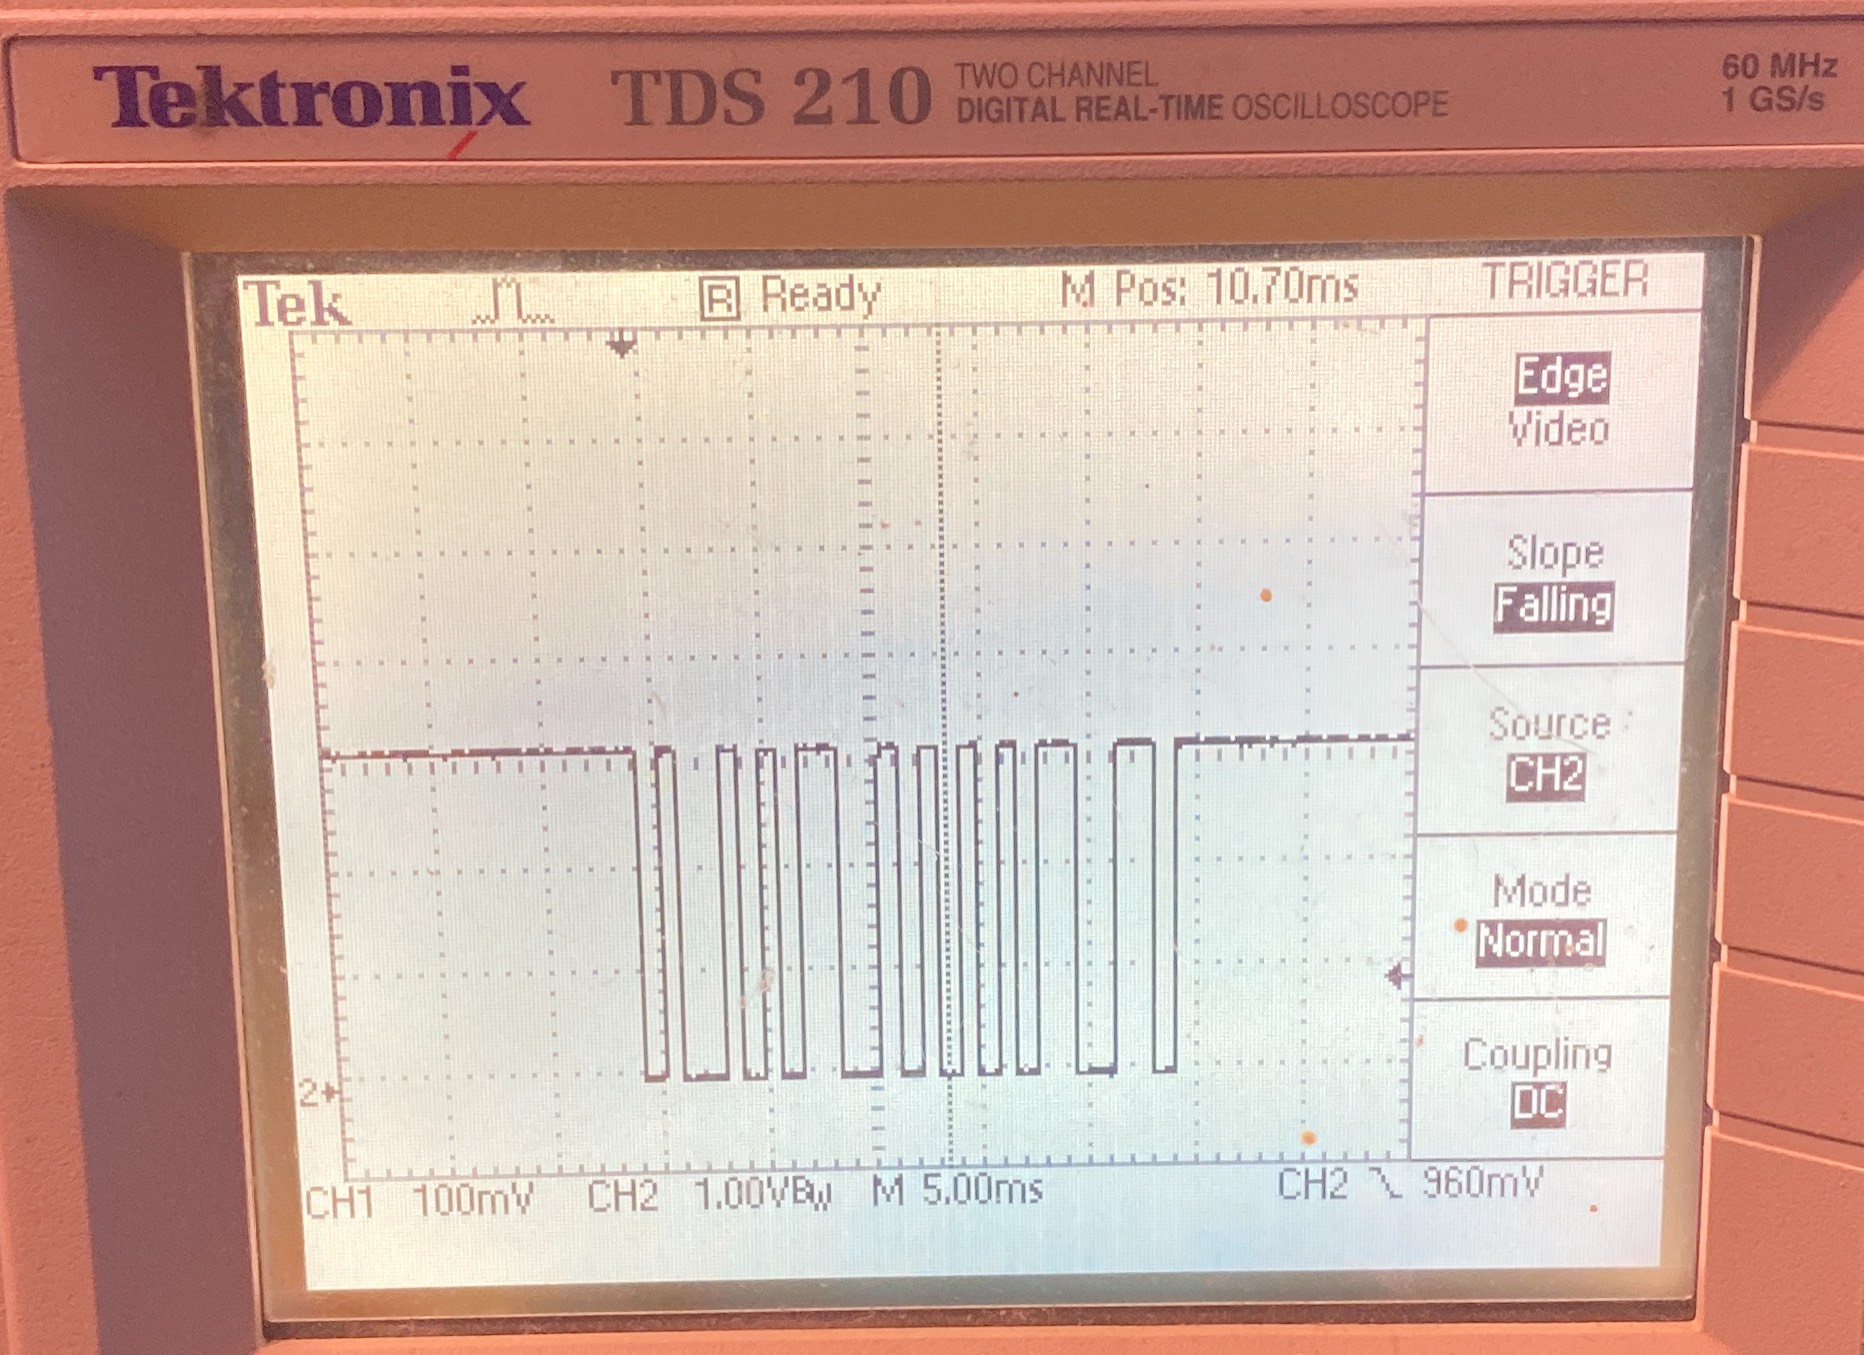 Tektronix TDS 210 TWO CHANNEL
DIGITAL REAL-TIME OSCILLOSCOPE
60 MHz
1 GS/s
Tek R Ready M Pos: 10.70ms TRIGGER
Edge
Video
Slope
Falling
Source
CH2
Mode
Normal
Coupling
DC
2
CH1 100mV CH2 1.00VBW M 5.00ms CH2 960mV